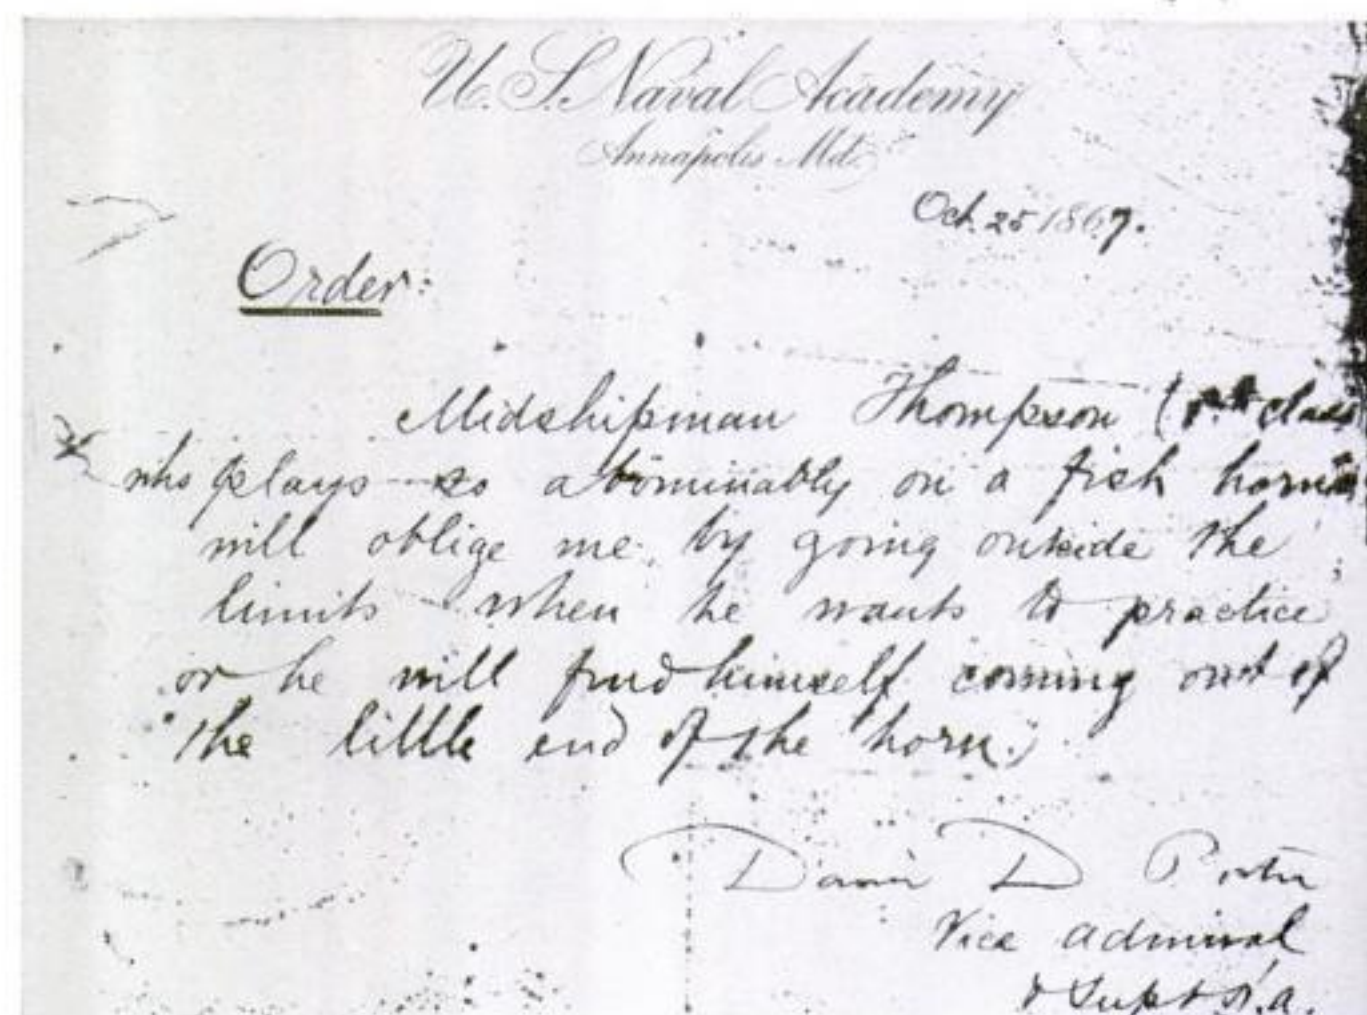 U. S. Naval Academy
Annapolis Md.
Oct. 25 1867.
Order:
Midshipman Thompson ( class
who plays so abominably on a fish horn
will oblige me by going outside the
limits when he wants to practice
or he will find himself coming out of
the little end of the horn.
David D Porter
Vice Admiral
& Supt N.A.